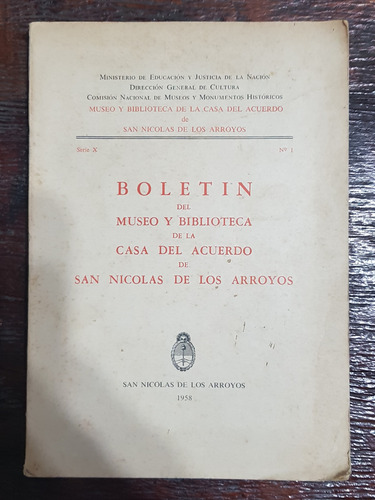 MINISTERIO DE EDUCACIÓN Y JUSTICIA DE LA NACIÓN
DIRECCIÓN GENERAL DE CULTURA
COMISIÓN NACIONAL DE MUSEOS Y MONUMENTOS HISTÓRICOS
MUSEO Y BIBLIOTECA DE LA CASA DEL ACUERDO
de
SAN NICOLAS DE LOS ARROYOS
Serie X Nº 1
BOLETIN
DEL
MUSEO Y BIBLIOTECA
DE LA
CASA DEL ACUERDO
DE
SAN NICOLAS DE LOS ARROYOS
SAN NICOLAS DE LOS ARROYOS
1958